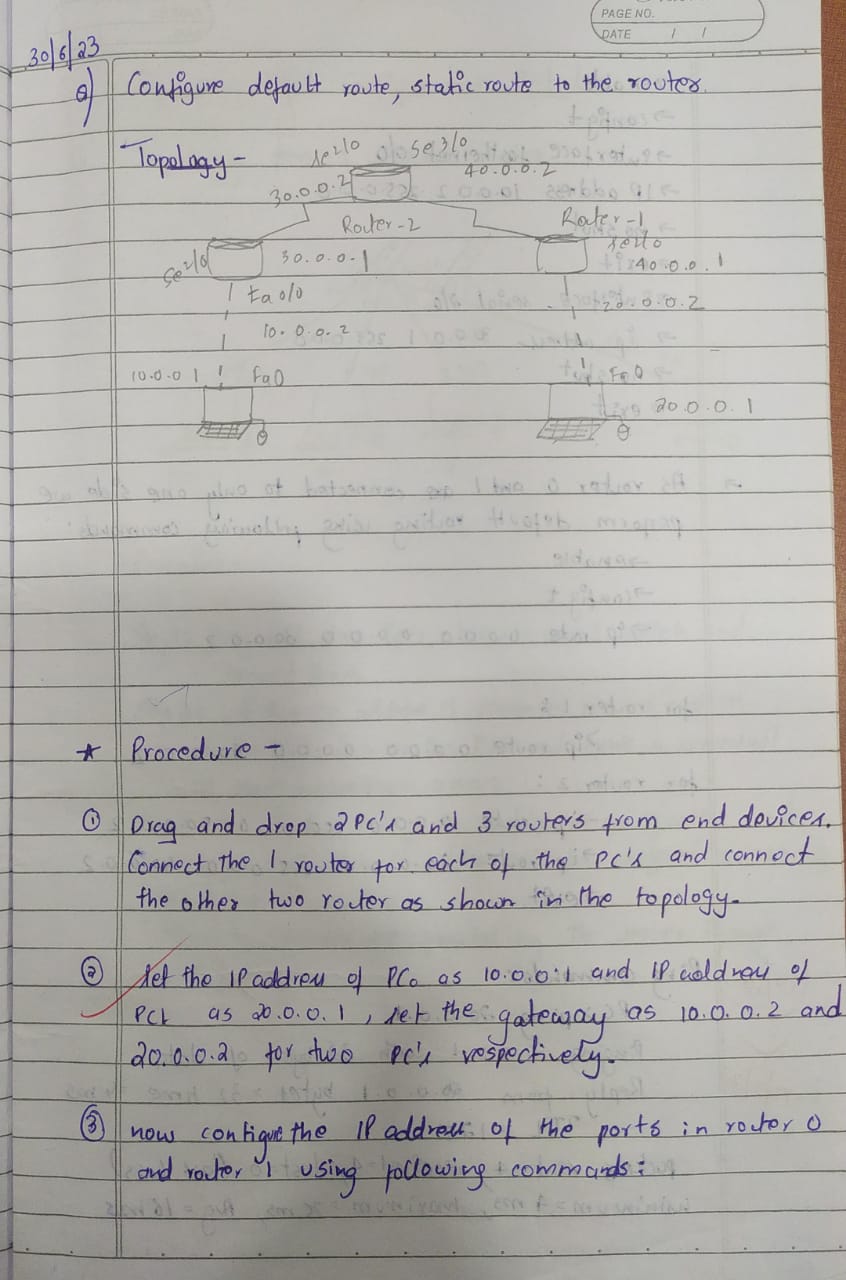 PAGE NO.
DATE / /
30/6/23
Q) Configure default route, static route to the router
Topology -
se2/0 se3/0
30.0.0.2 40.0.0.2
Router-2 Router-1
se2/0 30.0.0.1 se2/0 40.0.0.1
Fa0/0 20.0.0.2
10.0.0.2
10.0.0.1 Fa0 Fa0
20.0.0.1
* Procedure -
① Drag and drop 2PC's and 3 routers from end devices.
Connect the 1 router for each of the PC's and connect
the other two router as shown in the topology.
② Set the IP address of PC0 as 10.0.0.1 and IP address of
PC1 as 20.0.0.1, set the gateway as 10.0.0.2 and
20.0.0.2 for two PC's respectively.
③ now configue the IP address of the ports in router 0
and router 1 using following commands: